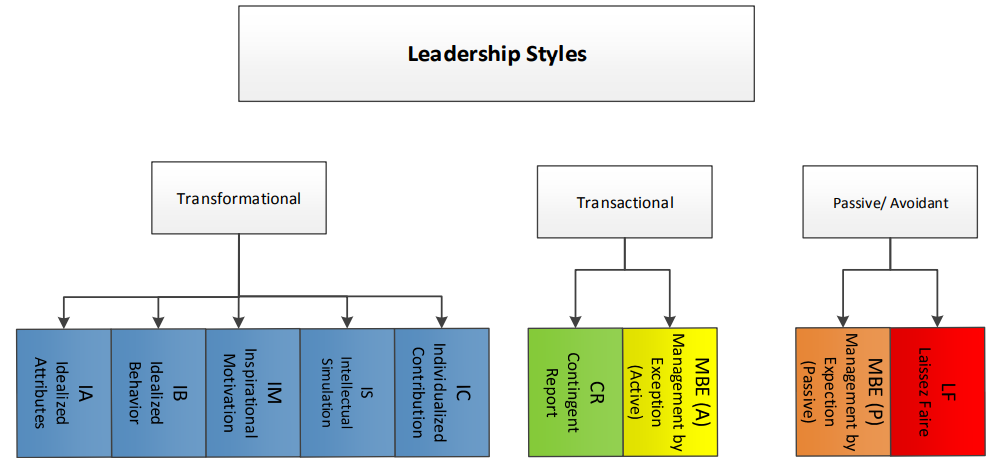 Leadership Styles
Transformational
Transactional
Passive/ Avoidant
IA
Idealized
Attributes
IB
Idealized
Behavior
IM
Inspirational
Motivation
IS
Intellectual
Simulation
IC
Individualized
Contribution
CR
Contingent
Report
MBE (A)
Management by
Exception
(Active)
MBE (P)
Management by
Expection
(Passive)
LF
Laissez Faire